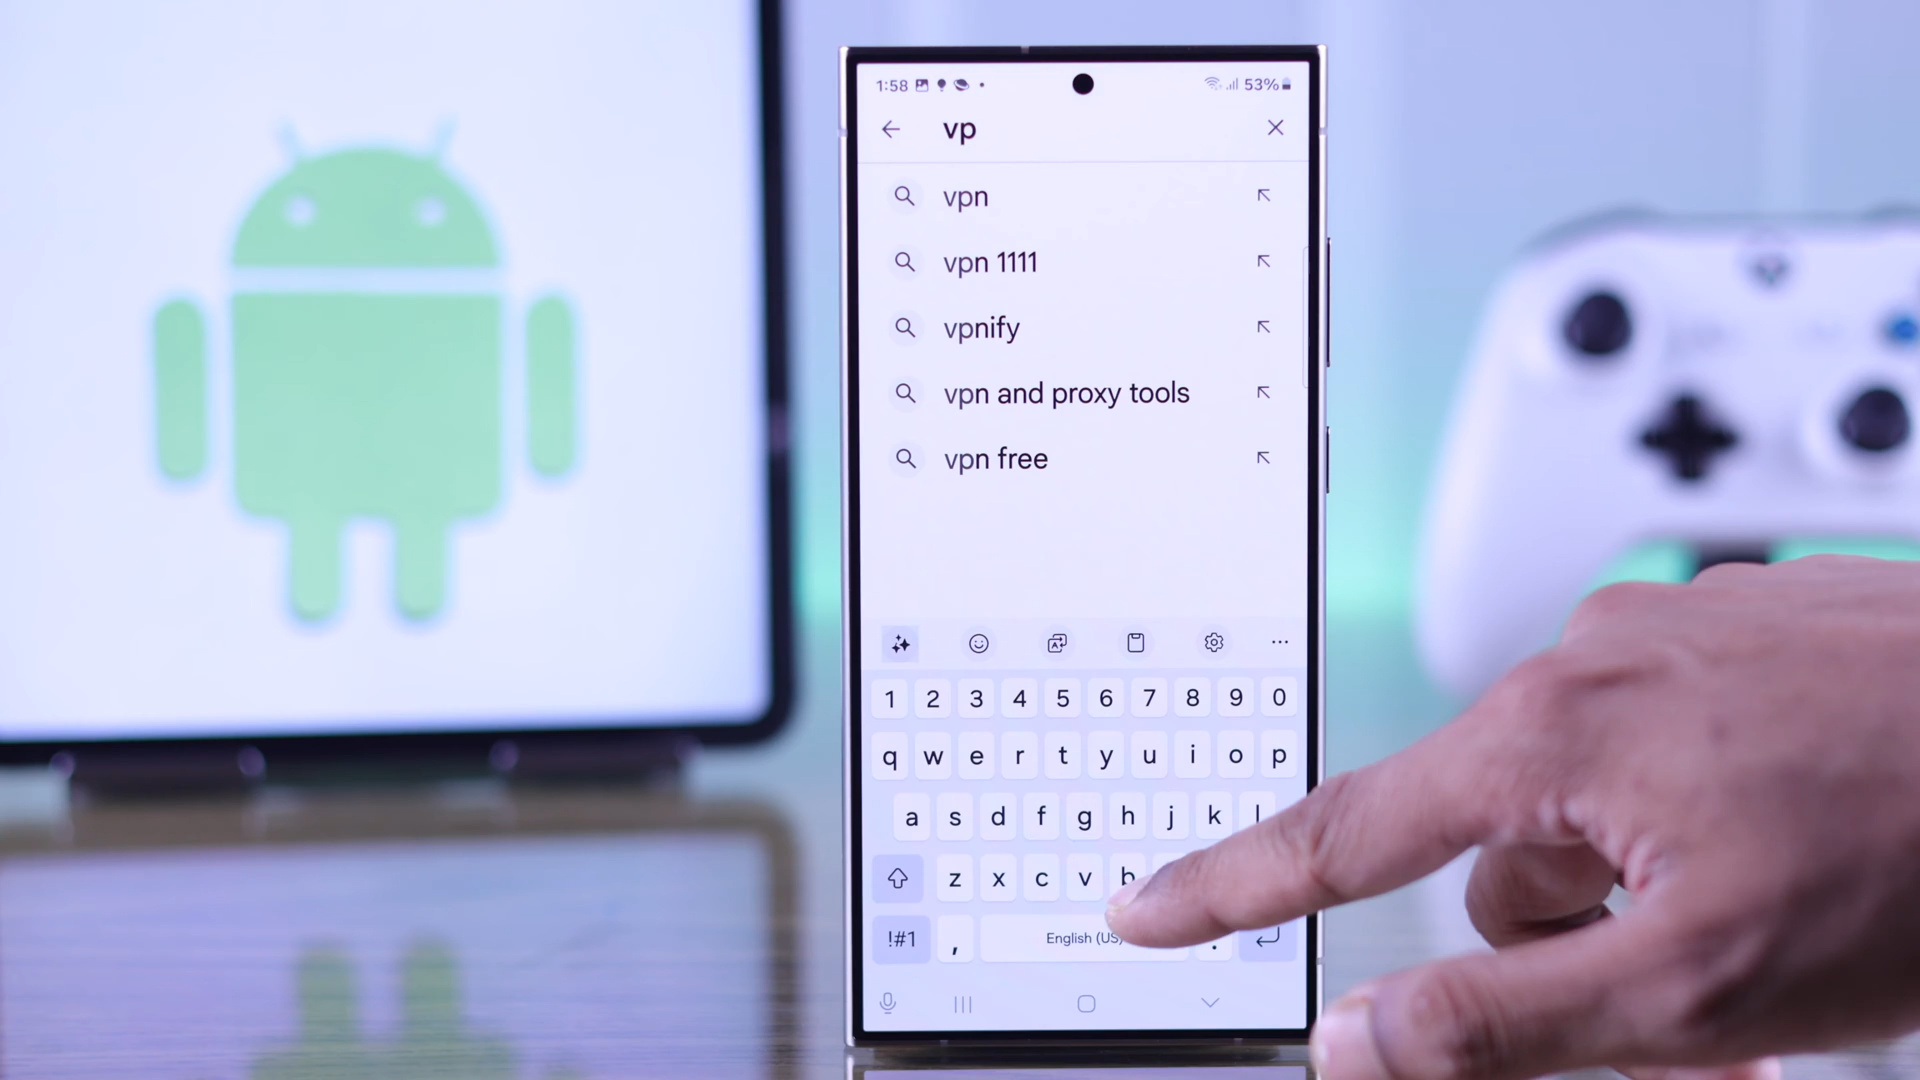 1:58 53%
vp
vpn
vpn 1111
vpnify
vpn and proxy tools
vpn free
1 2 3 4 5 6 7 8 9 0
q w e r t y u i o p
a s d f g h j k l
z x c v b
!#1 , English (US) .